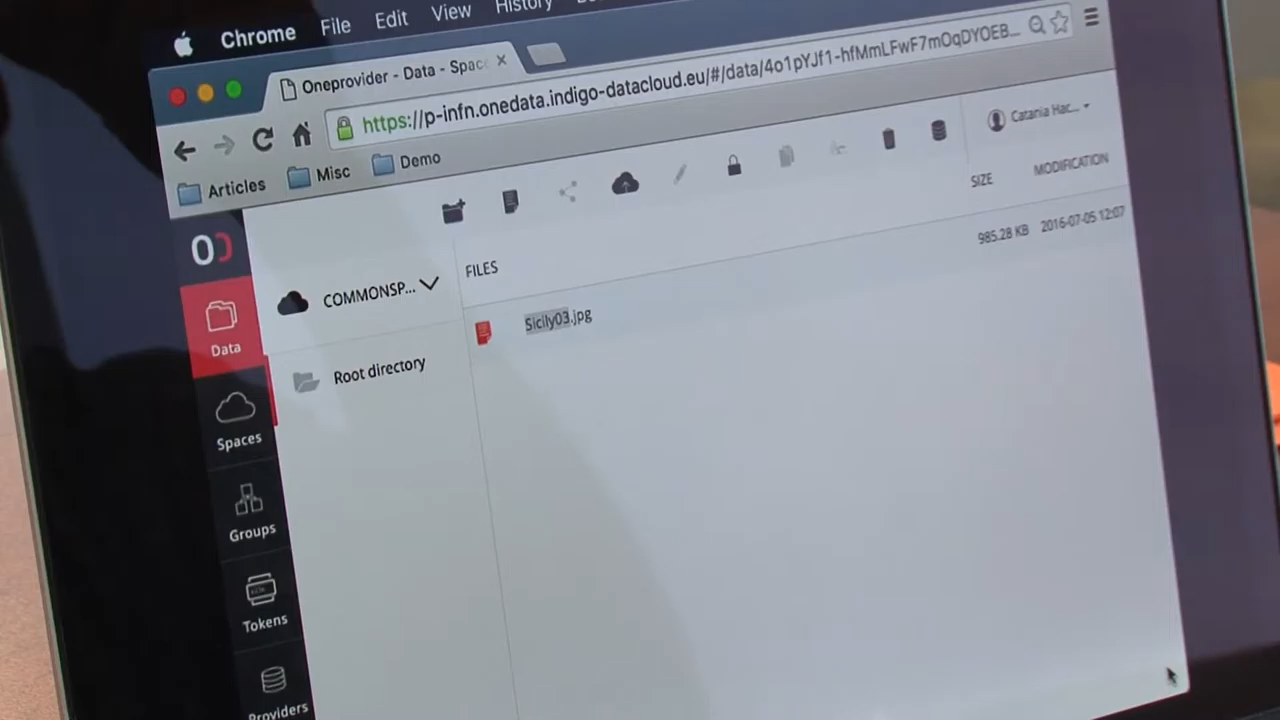 Chrome File Edit View History
Oneprovider - Data - Spac
https://p-infn.onedata.indigo-datacloud.eu/#/data/4o1pYJf1-hfMmLFwF7mOqDYOEB...
Articles Misc Demo
Catania Hac...
SIZE MODIFICATION
COMMONSP...
FILES
985.28 KB 2016-07-05 12:07
Sicily03.jpg
Root directory
Data
Spaces
Groups
Tokens
Providers